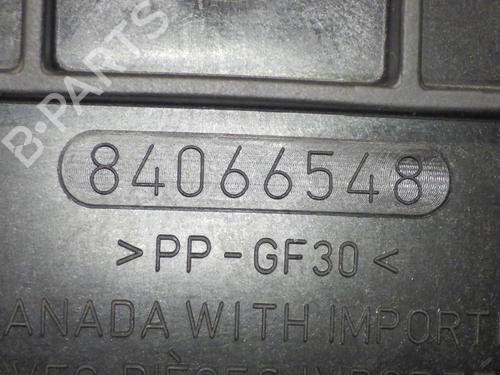 B-PARTS
84066548
>PP-GF30<
ANADA WITH IMPORT